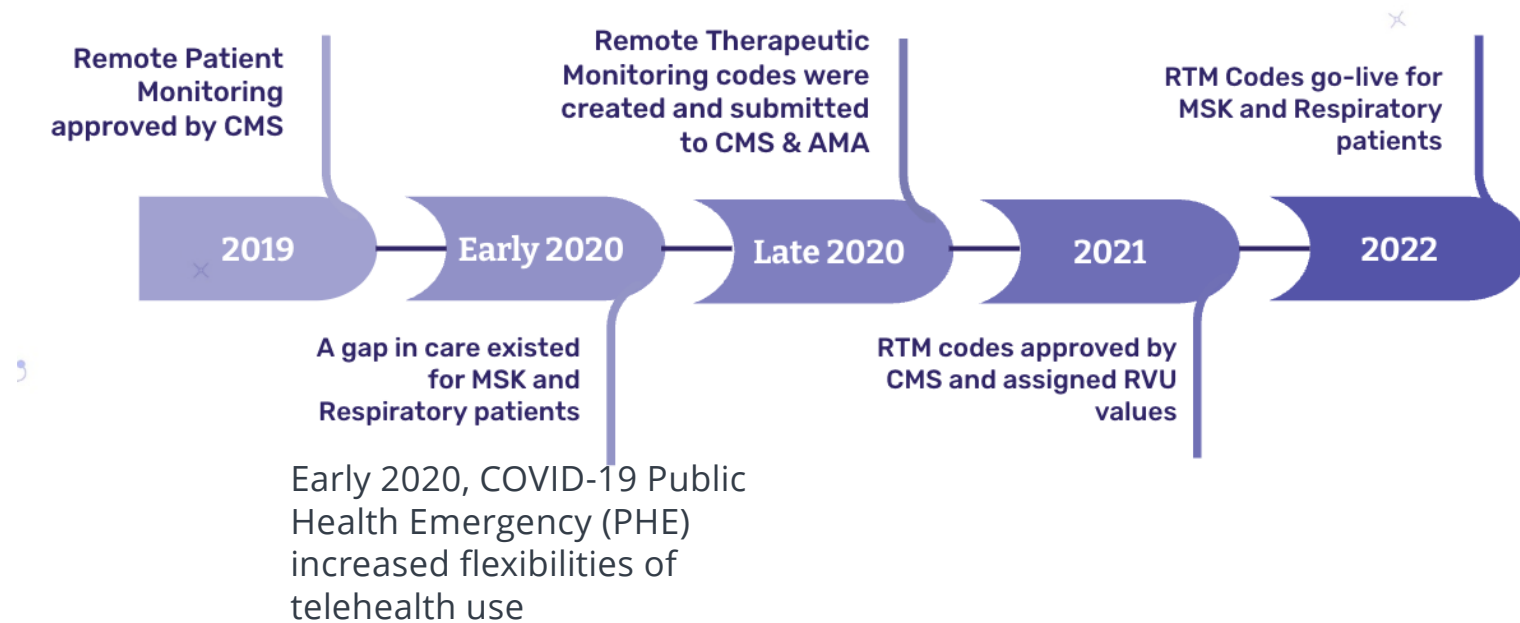 Remote Patient
Monitoring
approved by CMS
Remote Therapeutic
Monitoring codes were
created and submitted
to CMS & AMA
RTM Codes go-live for
MSK and Respiratory
patients
2019
Early 2020
Late 2020
2021
2022
A gap in care existed
for MSK and
Respiratory patients
RTM codes approved by
CMS and assigned RVU
values
Early 2020, COVID-19 Public
Health Emergency (PHE)
increased flexibilities of
telehealth use